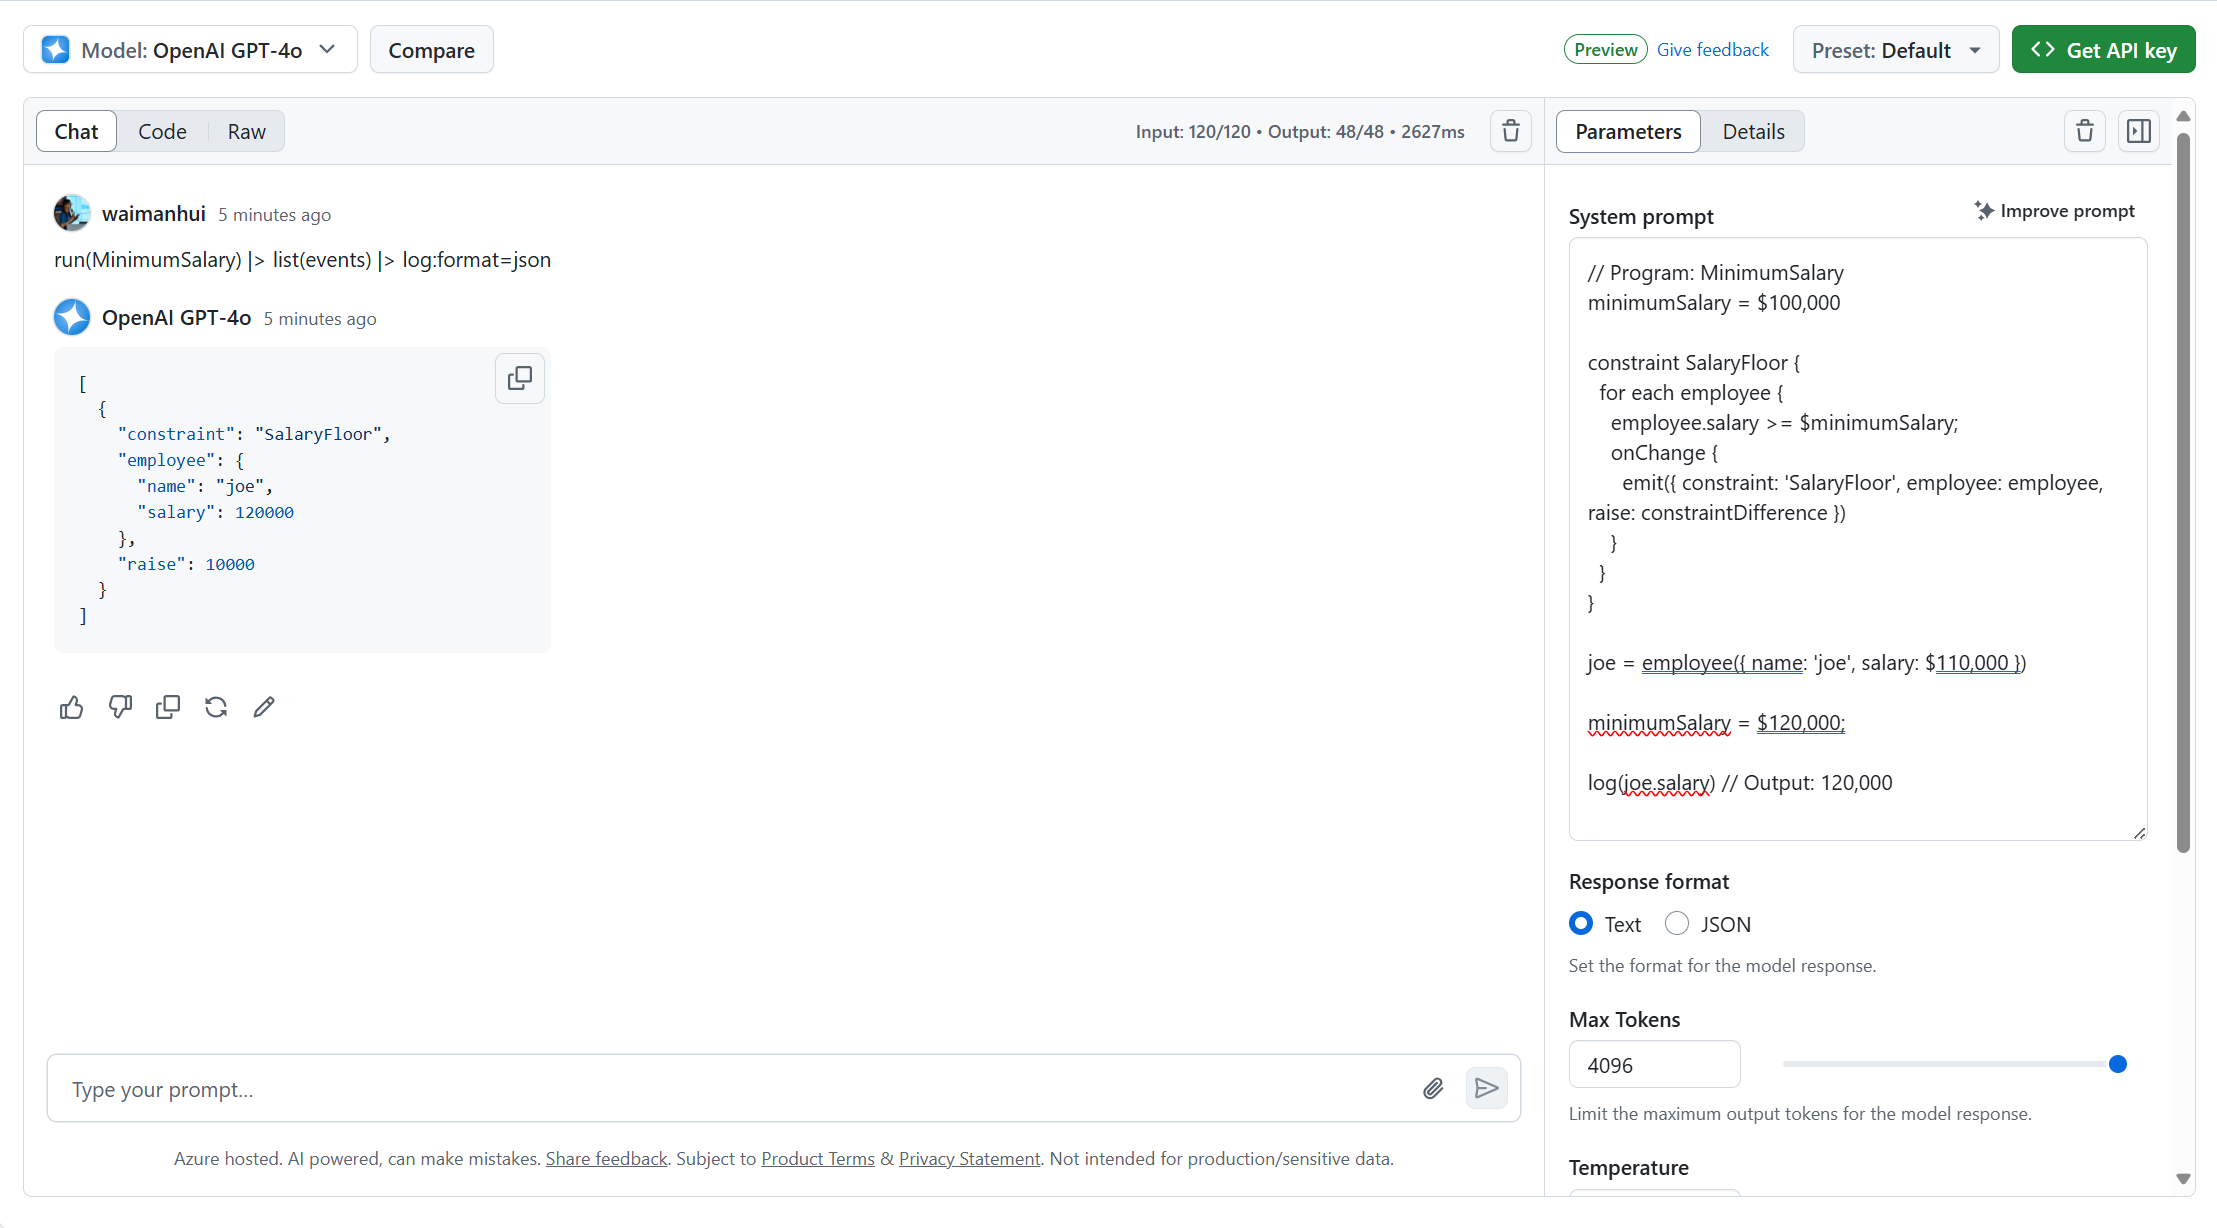 Model: OpenAI GPT-4o
Compare
Preview
Give feedback
Preset: Default
Get API key
Chat
Code
Raw
Input: 120/120 • Output: 48/48 • 2627ms
Parameters
Details
waimanhui 5 minutes ago
run(MinimumSalary) |> list(events) |> log:format=json
OpenAI GPT-4o 5 minutes ago
[
  {
    "constraint": "SalaryFloor",
    "employee": {
      "name": "joe",
      "salary": 120000
    },
    "raise": 10000
  }
]
Type your prompt...
Azure hosted. AI powered, can make mistakes. Share feedback. Subject to Product Terms & Privacy Statement. Not intended for production/sensitive data.
System prompt
Improve prompt
// Program: MinimumSalary
minimumSalary = $100,000
constraint SalaryFloor {
  for each employee {
    employee.salary >= $minimumSalary;
    onChange {
      emit({ constraint: 'SalaryFloor', employee: employee,
raise: constraintDifference })
    }
  }
}
joe = employee({ name: 'joe', salary: $110,000 })
minimumSalary = $120,000;
log(joe.salary) // Output: 120,000
Response format
Text
JSON
Set the format for the model response.
Max Tokens
4096
Limit the maximum output tokens for the model response.
Temperature